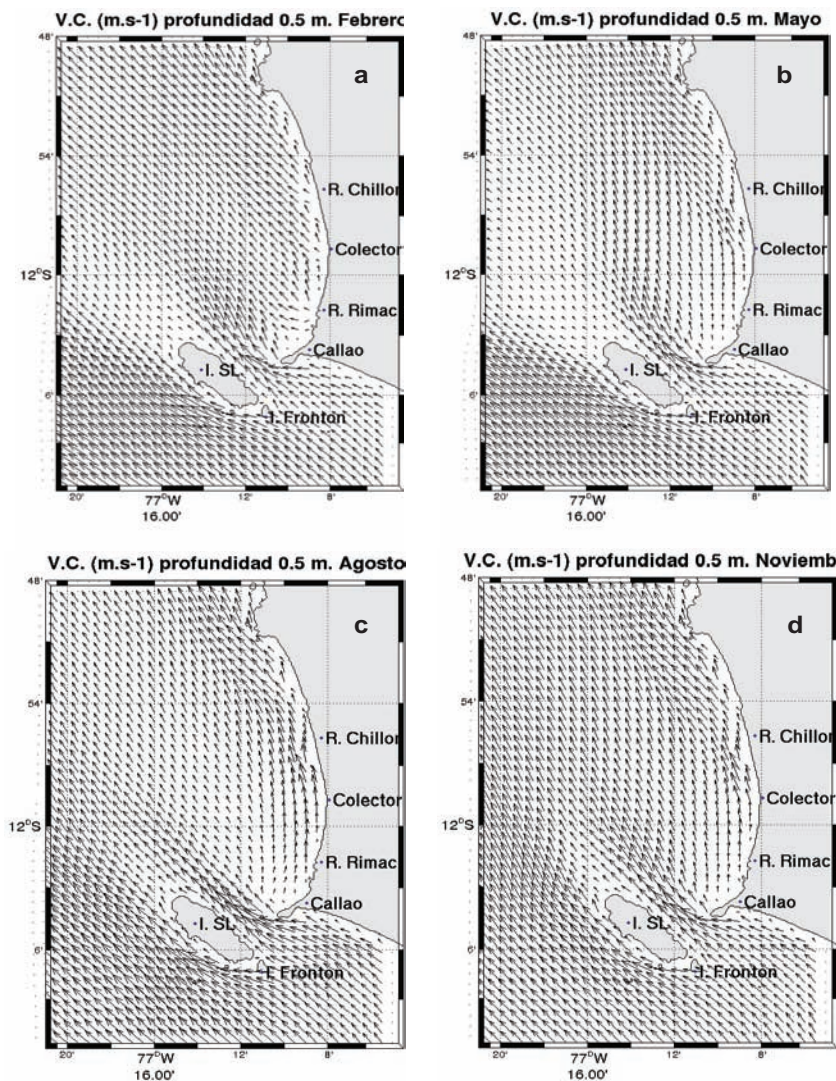 V.C. (m.s-1) profundidad 0.5 m. Febrero
a
48'
54'
12°S
6'
R. Chillon
Colector
R. Rimac
Callao
I. SL
I. Fronton
20'
77°W
16.00'
12'
8'
V.C. (m.s-1) profundidad 0.5 m. Mayo
b
48'
54'
12°S
6'
R. Chillon
Colector
R. Rimac
Callao
I. SL
I. Fronton
20'
77°W
16.00'
12'
8'
V.C. (m.s-1) profundidad 0.5 m. Agosto
c
48'
54'
12°S
6'
R. Chillon
Colector
R. Rimac
Callao
I. SL
I. Fronton
20'
77°W
16.00'
12'
8'
V.C. (m.s-1) profundidad 0.5 m. Noviemb
d
48'
54'
12°S
6'
R. Chillon
Colector
R. Rimac
Callao
I. SL
I. Fronton
20'
77°W
16.00'
12'
8'